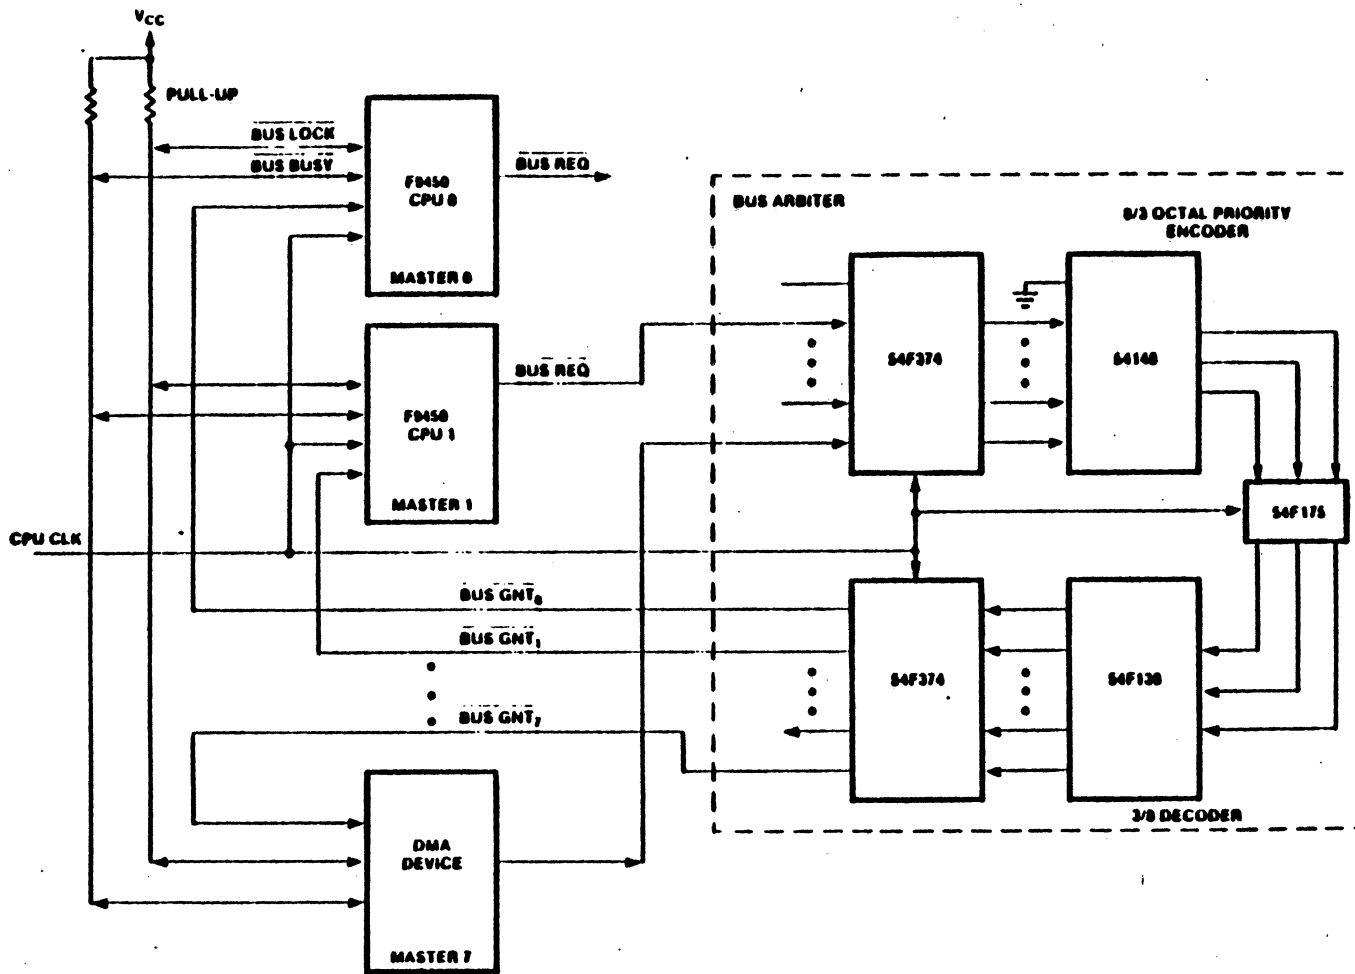 VCC
PULL-UP
BUS LOCK
BUS BUSY
F9450
CPU 0
MASTER 0
BUS REQ
BUS ARBITER
8/3 OCTAL PRIORITY
ENCODER
54F374
54148
F9450
CPU 1
MASTER 1
BUS REQ
54F175
CPU CLK
BUS GNT0
BUS GNT1
BUS GNT7
54F374
54F138
3/8 DECODER
DMA
DEVICE
MASTER 7